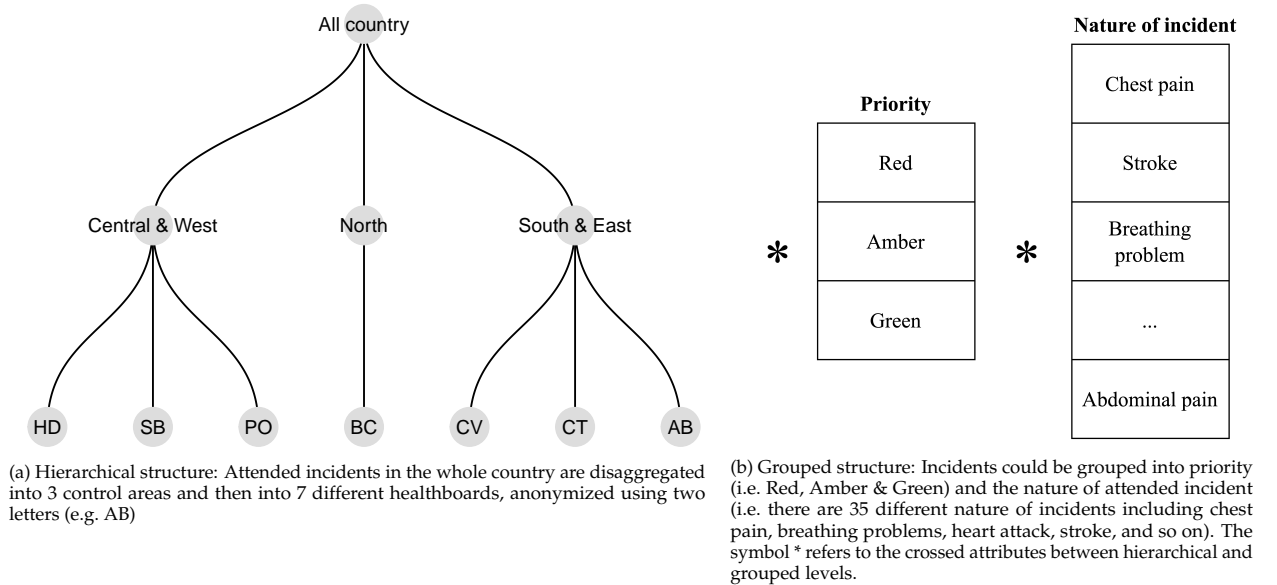 All country
Central & West
North
South & East
HD
SB
PO
BC
CV
CT
AB
(a) Hierarchical structure: Attended incidents in the whole country are disaggregated
into 3 control areas and then into 7 different healthboards, anonymized using two
letters (e.g. AB)
*
Priority
Red
Amber
Green
*
Nature of incident
Chest pain
Stroke
Breathing
problem
...
Abdominal pain
(b) Grouped structure: Incidents could be grouped into priority
(i.e. Red, Amber & Green) and the nature of attended incident
(i.e. there are 35 different nature of incidents including chest
pain, breathing problems, heart attack, stroke, and so on). The
symbol * refers to the crossed attributes between hierarchical and
grouped levels.